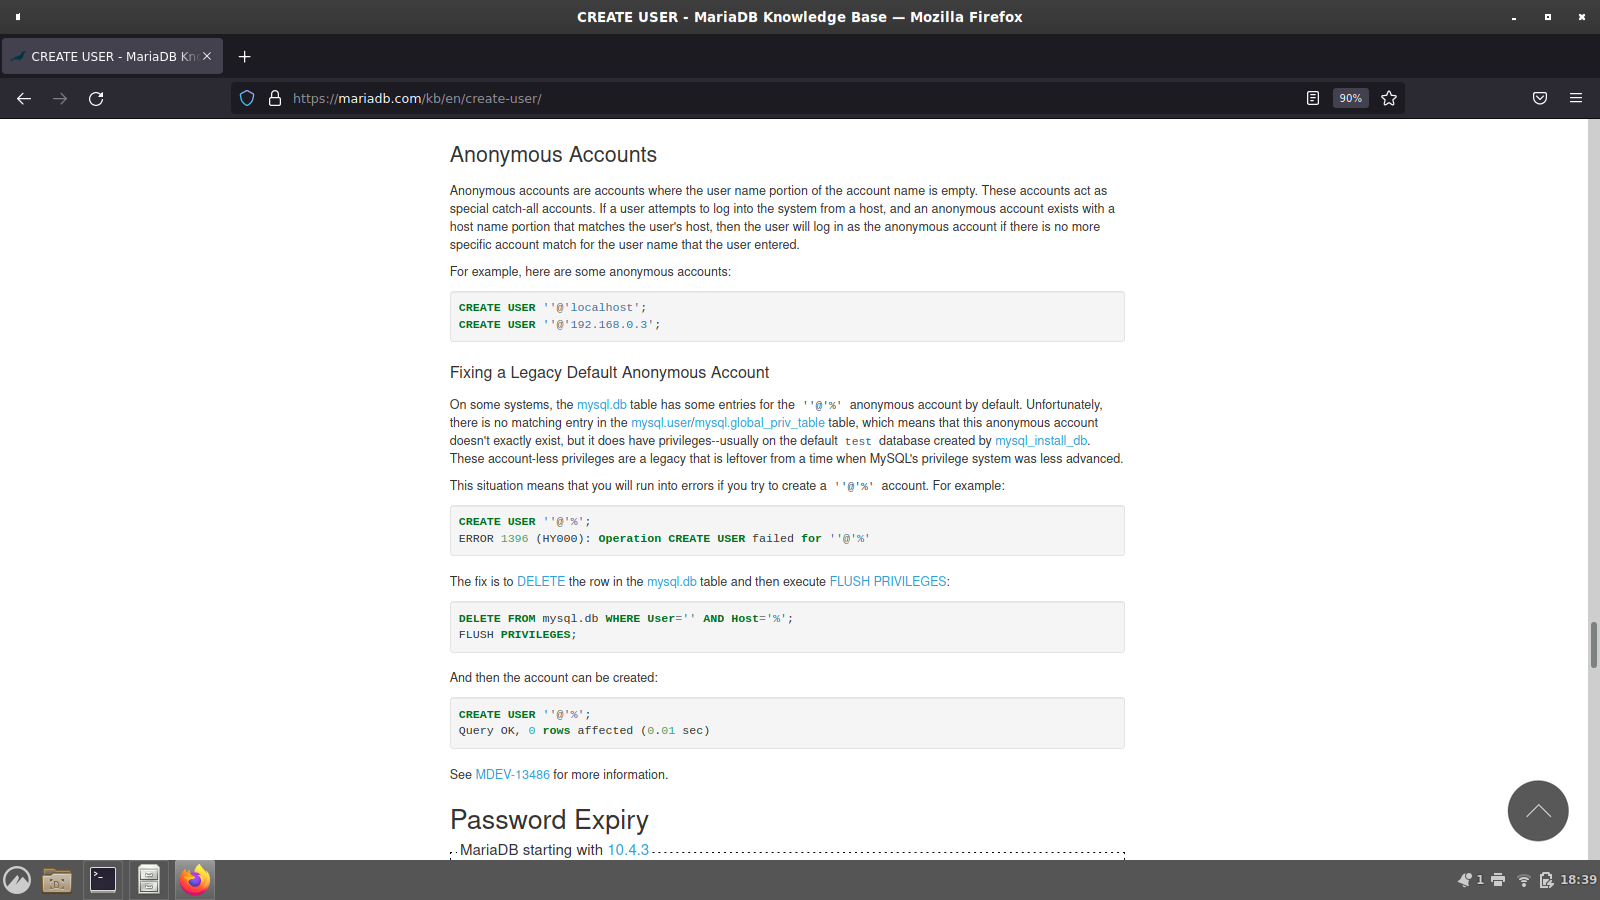 CREATE USER - MariaDB Knowledge Base — Mozilla Firefox
CREATE USER - MariaDB Kn
https://mariadb.com/kb/en/create-user/
90%
Anonymous Accounts
Anonymous accounts are accounts where the user name portion of the account name is empty. These accounts act as
special catch-all accounts. If a user attempts to log into the system from a host, and an anonymous account exists with a
host name portion that matches the user's host, then the user will log in as the anonymous account if there is no more
specific account match for the user name that the user entered.
For example, here are some anonymous accounts:
CREATE USER ''@'localhost';
CREATE USER ''@'192.168.0.3';
Fixing a Legacy Default Anonymous Account
On some systems, the mysql.db table has some entries for the ''@'%' anonymous account by default. Unfortunately,
there is no matching entry in the mysql.user/mysql.global_priv_table table, which means that this anonymous account
doesn't exactly exist, but it does have privileges--usually on the default test database created by mysql_install_db.
These account-less privileges are a legacy that is leftover from a time when MySQL's privilege system was less advanced.
This situation means that you will run into errors if you try to create a ''@'%' account. For example:
CREATE USER ''@'%';
ERROR 1396 (HY000): Operation CREATE USER failed for ''@'%'
The fix is to DELETE the row in the mysql.db table and then execute FLUSH PRIVILEGES:
DELETE FROM mysql.db WHERE User='' AND Host='%';
FLUSH PRIVILEGES;
And then the account can be created:
CREATE USER ''@'%';
Query OK, 0 rows affected (0.01 sec)
See MDEV-13486 for more information.
Password Expiry
MariaDB starting with 10.4.3
1
18:39